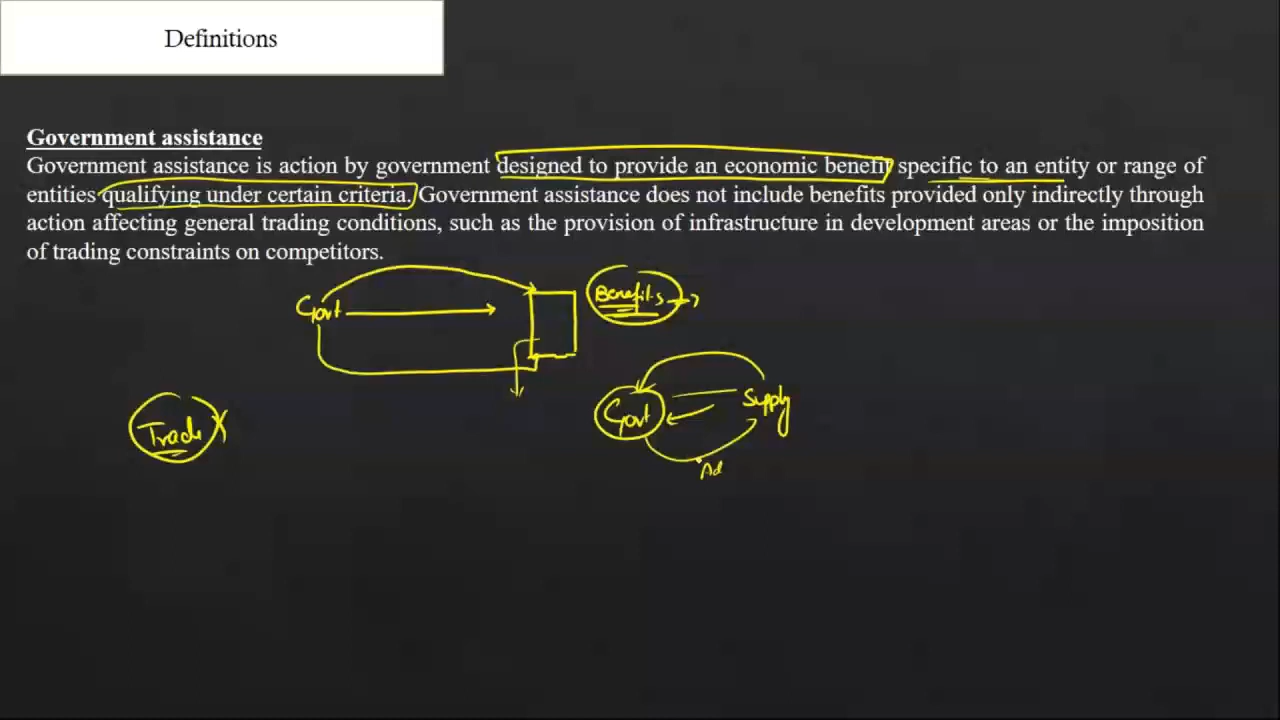 Definitions
Government assistance
Government assistance is action by government designed to provide an economic benefit specific to an entity or range of
entities qualifying under certain criteria. Government assistance does not include benefits provided only indirectly through
action affecting general trading conditions, such as the provision of infrastructure in development areas or the imposition
of trading constraints on competitors.
Govt
Benefits
Trade
Govt
Supply
Ad